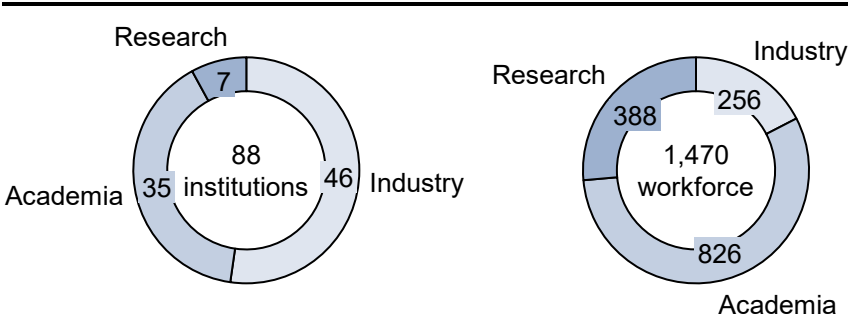 Research
7
88
institutions
35
46
Academia
Industry
Industry
Research
256
388
1,470
workforce
826
Academia